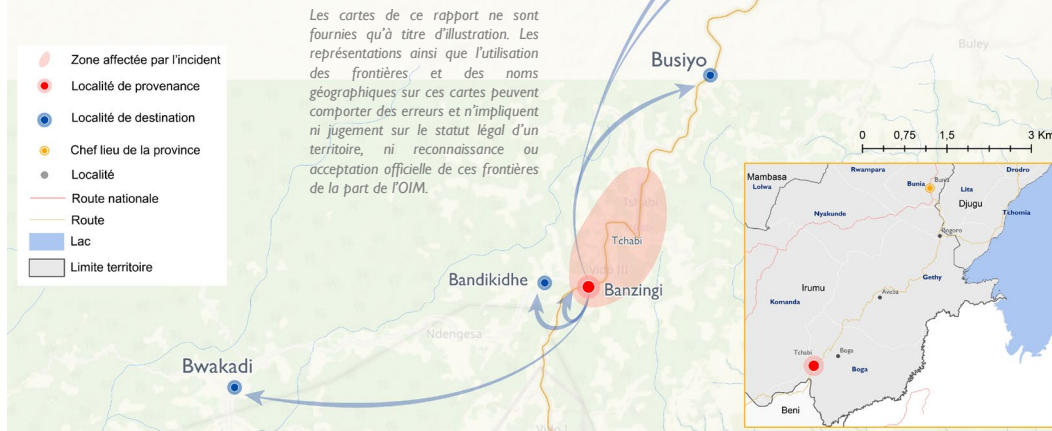 Les cartes de ce rapport ne sont
fournies qu'à titre d'illustration. Les
représentations ainsi que l'utilisation
des frontières et des noms
géographiques sur ces cartes peuvent
comporter des erreurs et n'impliquent
ni jugement sur le statut légal d'un
territoire, ni reconnaissance ou
acceptation officielle de ces frontières
de la part de l'OIM.
Zone affectée par l'incident
Localité de provenance
Localité de destination
Chef lieu de la province
Localité
Route nationale
Route
Lac
Limite territoire
Buley
Busiyo
Tshabi
Tchabi
Vido III
Bandikidhe
Banzingi
Ndengesa
Bwakadi
Vido I
0 0,75 1,5 3 Km
Mambasa
Lolwa
Rwampara
Drodro
Bunia
Bunia
Lita
Djugu
Nyakunde
Tchomia
Bogoro
Gethy
Irumu
Komanda
Aveba
Tchabi
Boga
Boga
Beni